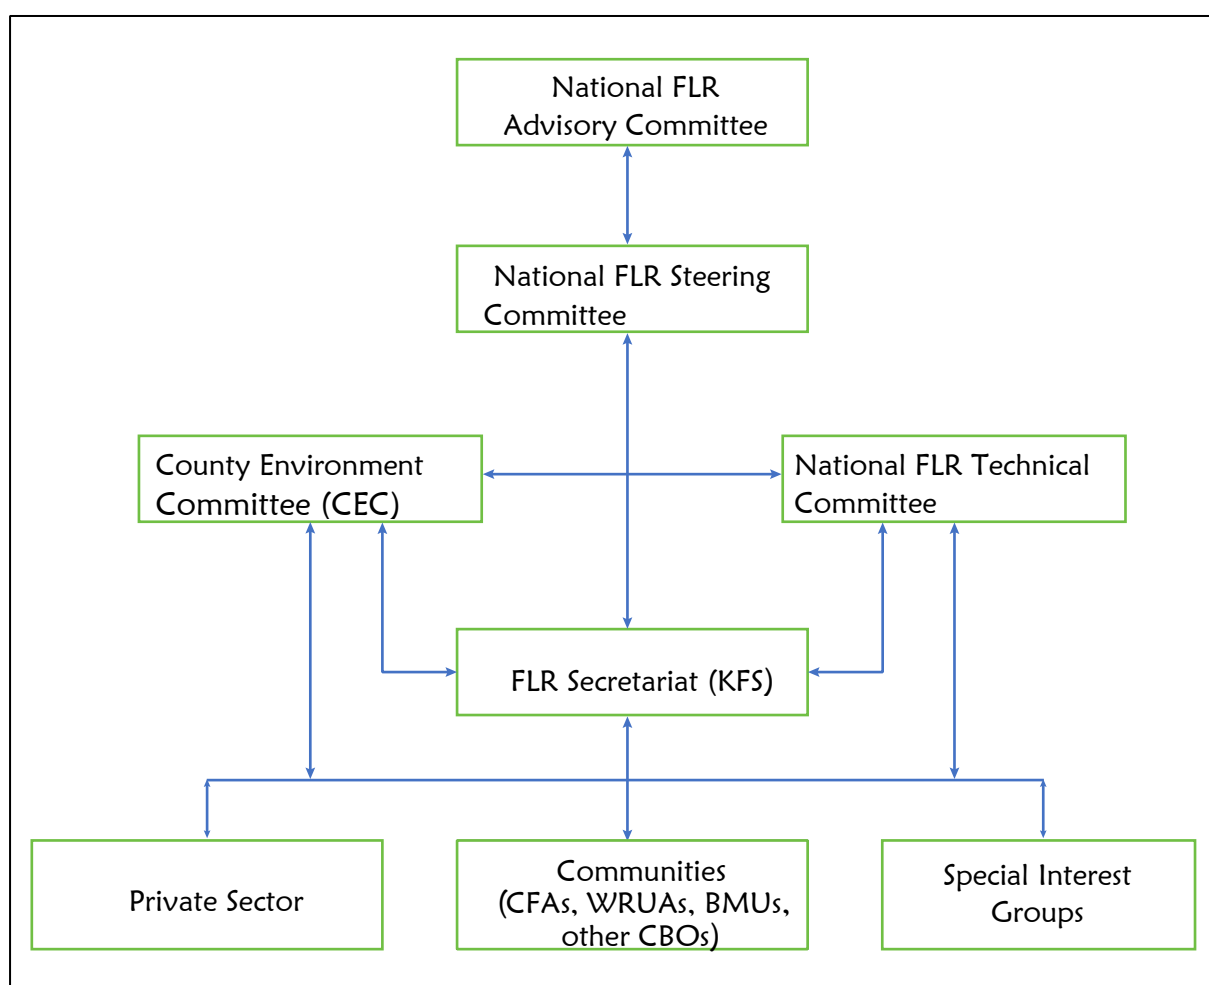 National FLR
Advisory Committee
National FLR Steering
Committee
County Environment
Committee (CEC)
National FLR Technical
Committee
FLR Secretariat (KFS)
Private Sector
Communities
(CFAs, WRUAs, BMUs,
other CBOs)
Special Interest
Groups